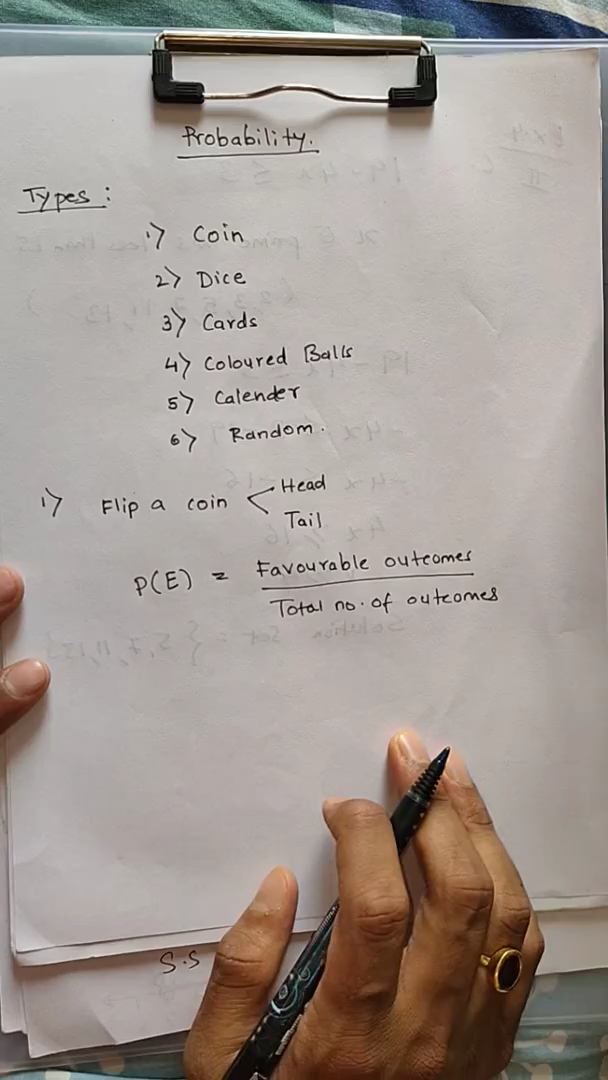 Probability.
Types :
1) Coin
2) Dice
3) Cards
4) Coloured Balls
5) Calender
6) Random.
1) Flip a coin < Head
Tail
P(E) = Favourable outcomes
Total no. of outcomes
S.S